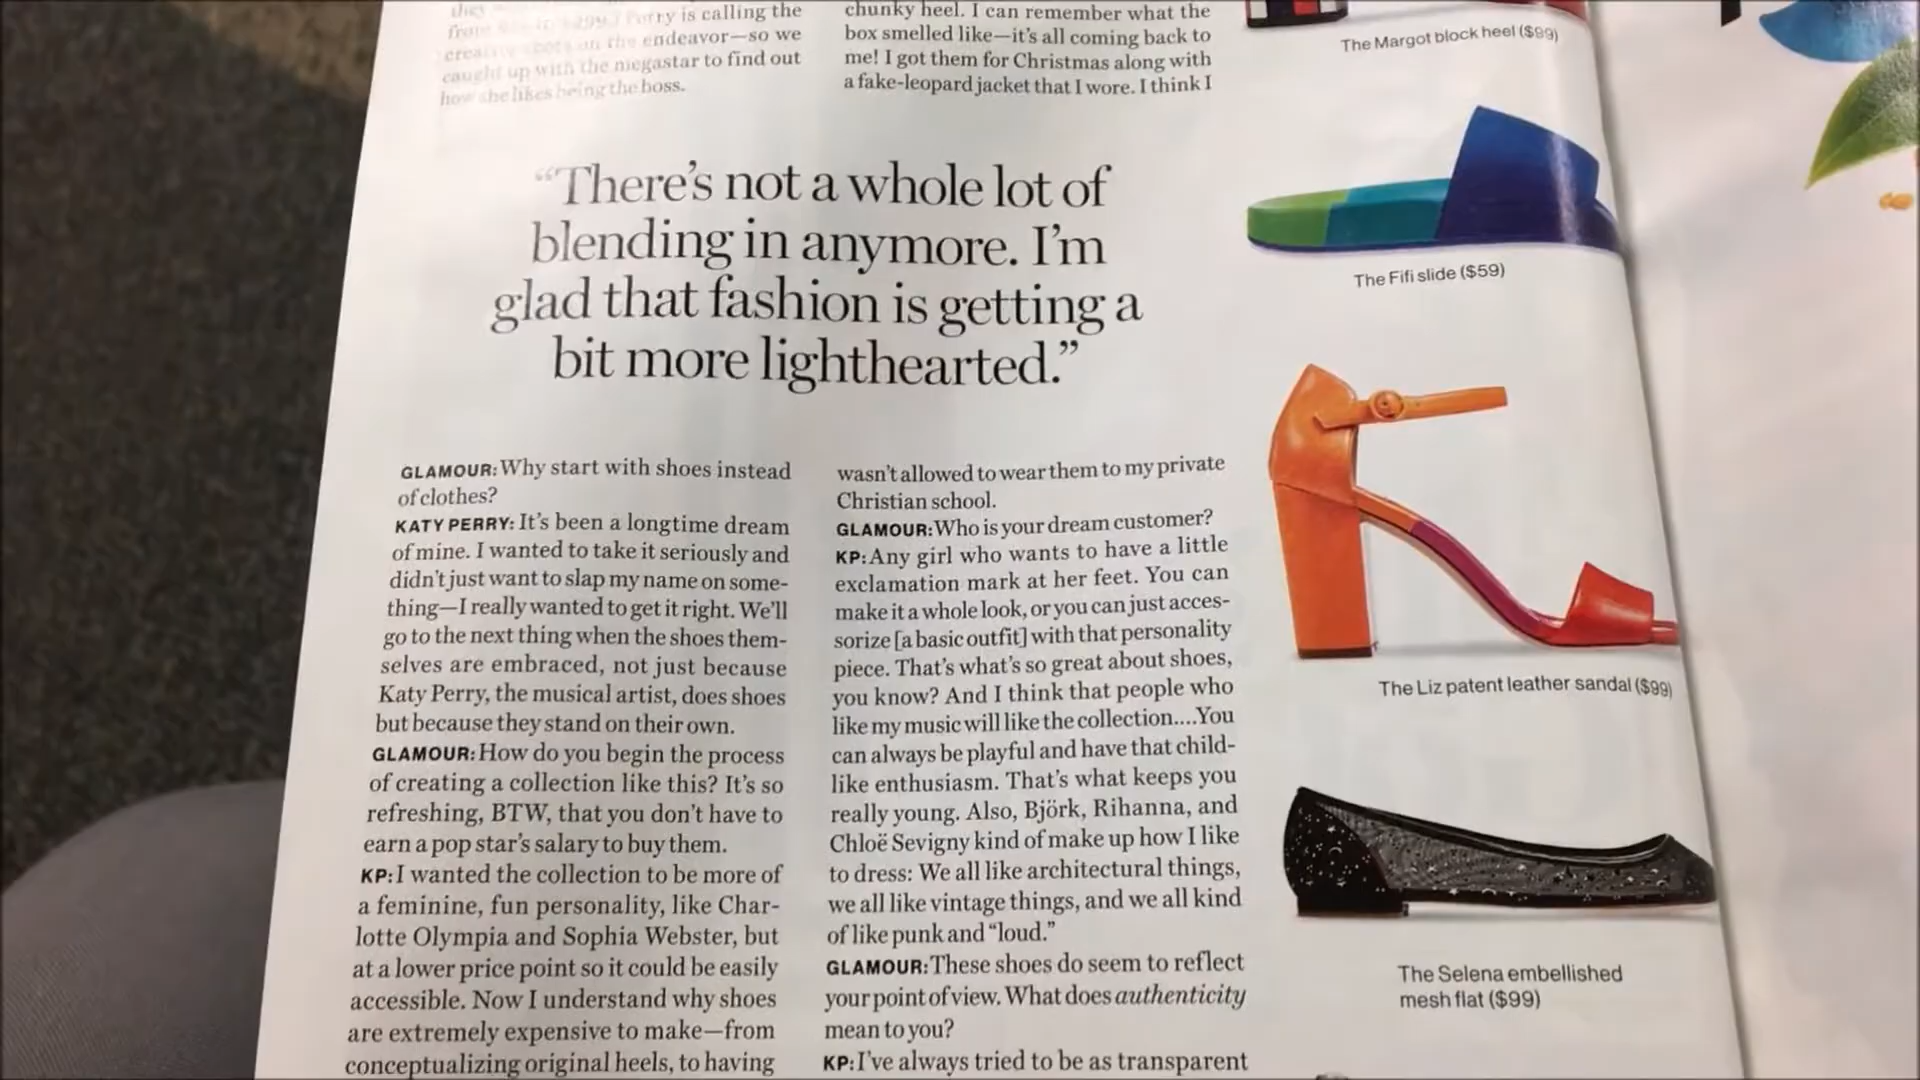 they
from $59 to $299. Perry is calling the
creative shots on the endeavor—so we
caught up with the megastar to find out
how she likes being the boss.
chunky heel. I can remember what the
box smelled like—it's all coming back to
me! I got them for Christmas along with
a fake-leopard jacket that I wore. I think I
“There's not a whole lot of
blending in anymore. I'm
glad that fashion is getting a
bit more lighthearted.”
GLAMOUR: Why start with shoes instead
of clothes?
KATY PERRY: It's been a longtime dream
of mine. I wanted to take it seriously and
didn't just want to slap my name on some-
thing—I really wanted to get it right. We'll
go to the next thing when the shoes them-
selves are embraced, not just because
Katy Perry, the musical artist, does shoes
but because they stand on their own.
GLAMOUR: How do you begin the process
of creating a collection like this? It's so
refreshing, BTW, that you don't have to
earn a pop star's salary to buy them.
KP: I wanted the collection to be more of
a feminine, fun personality, like Char-
lotte Olympia and Sophia Webster, but
at a lower price point so it could be easily
accessible. Now I understand why shoes
are extremely expensive to make—from
conceptualizing original heels, to having
wasn't allowed to wear them to my private
Christian school.
GLAMOUR: Who is your dream customer?
KP: Any girl who wants to have a little
exclamation mark at her feet. You can
make it a whole look, or you can just acces-
sorize [a basic outfit] with that personality
piece. That's what's so great about shoes,
you know? And I think that people who
like my music will like the collection....You
can always be playful and have that child-
like enthusiasm. That's what keeps you
really young. Also, Björk, Rihanna, and
Chloë Sevigny kind of make up how I like
to dress: We all like architectural things,
we all like vintage things, and we all kind
of like punk and “loud.”
GLAMOUR: These shoes do seem to reflect
your point of view. What does authenticity
mean to you?
KP: I've always tried to be as transparent
The Margot block heel ($99)
The Fifi slide ($59)
The Liz patent leather sandal ($99)
The Selena embellished
mesh flat ($99)